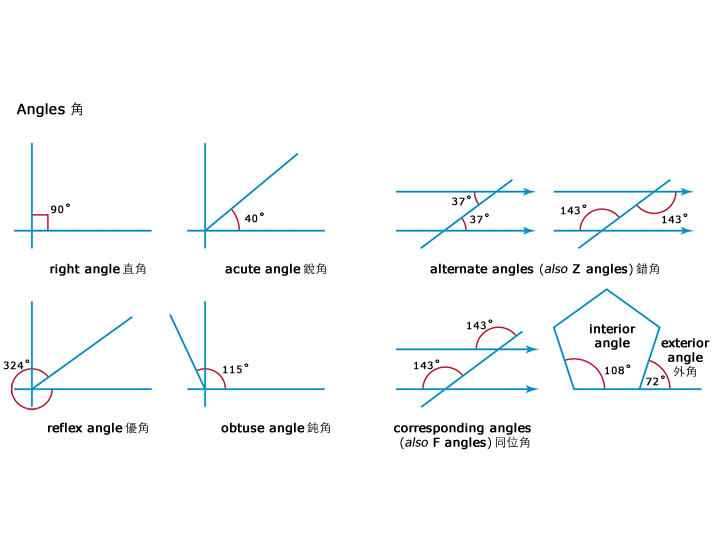 Angles 角
90°
right angle 直角
40°
acute angle 銳角
37°
37°
143°
143°
alternate angles (also Z angles) 錯角
324°
reflex angle 優角
115°
obtuse angle 鈍角
143°
143°
corresponding angles
(also F angles) 同位角
interior
angle
108°
exterior
angle
外角
72°